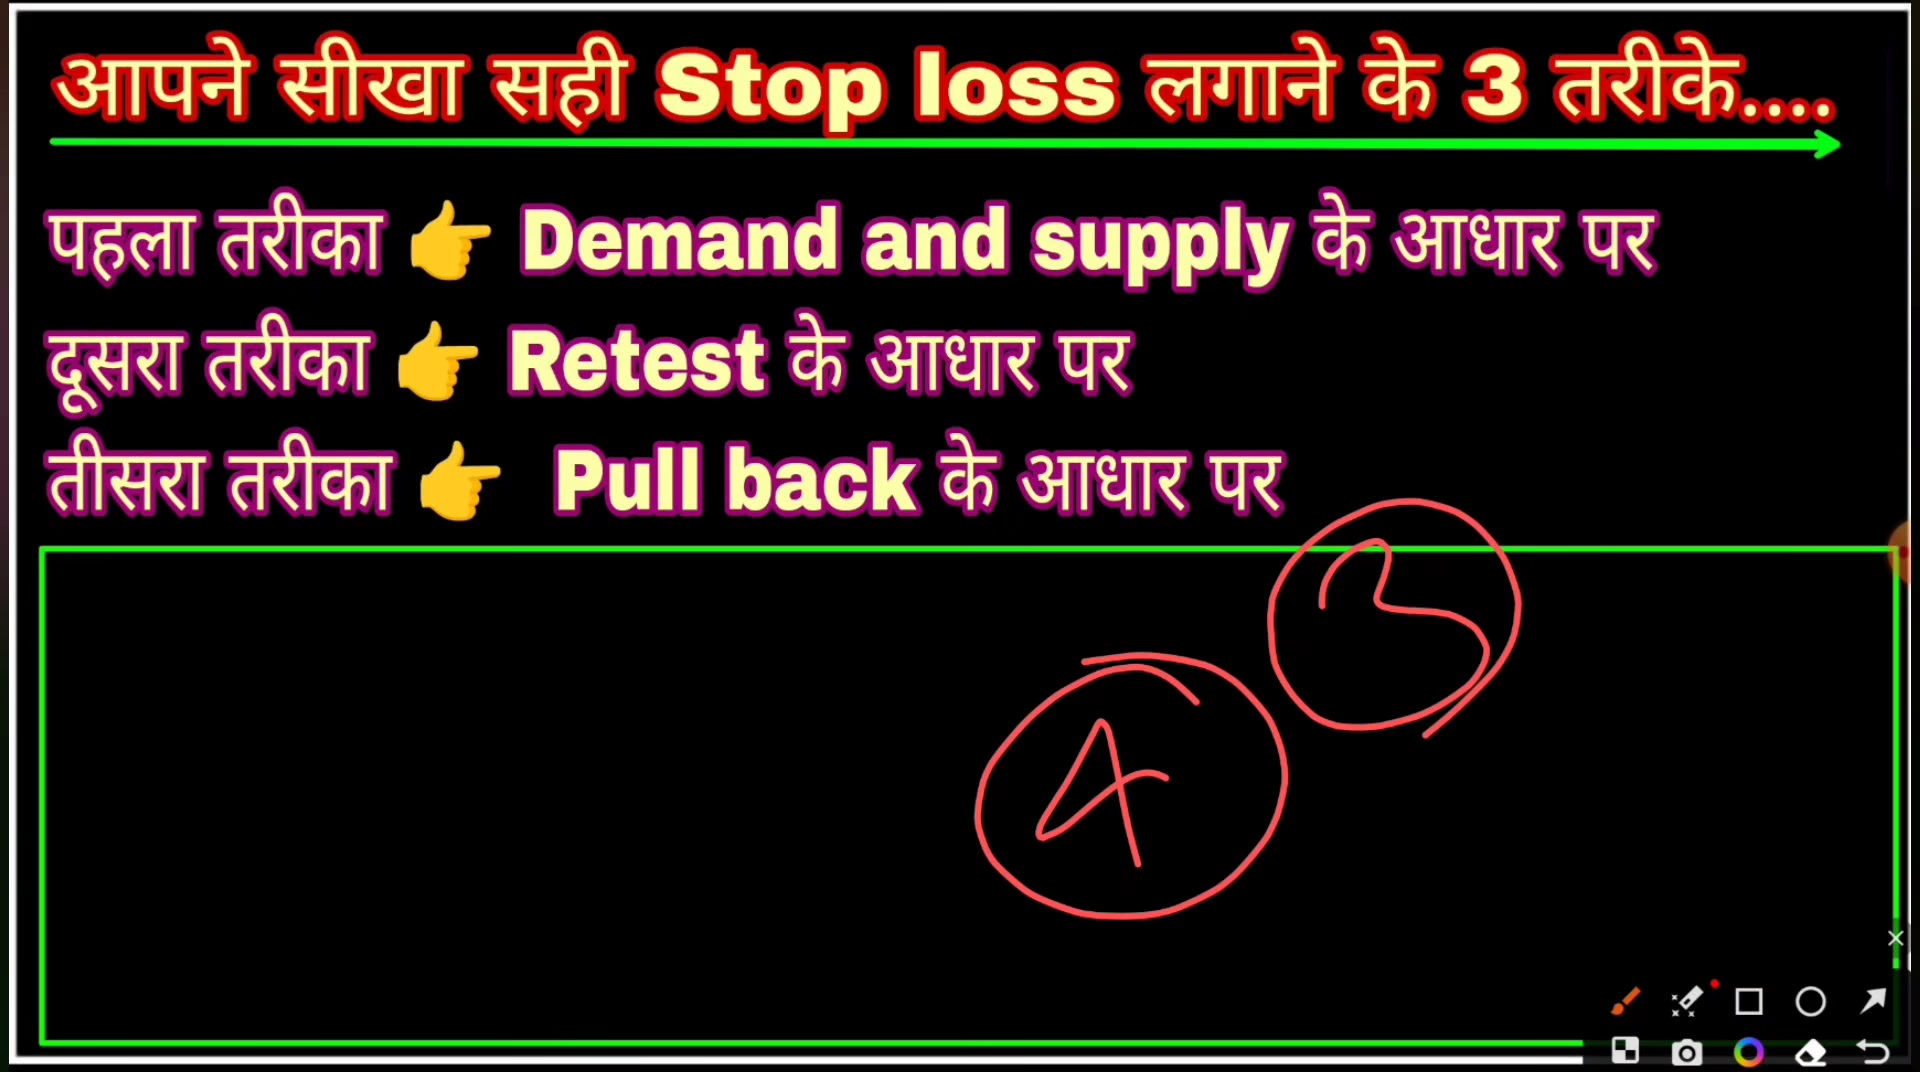 आपने सीखा सही Stop loss लगाने के 3 तरीके....
पहला तरीका 👉 Demand and supply के आधार पर
दूसरा तरीका 👉 Retest के आधार पर
तीसरा तरीका 👉 Pull back के आधार पर
3
4